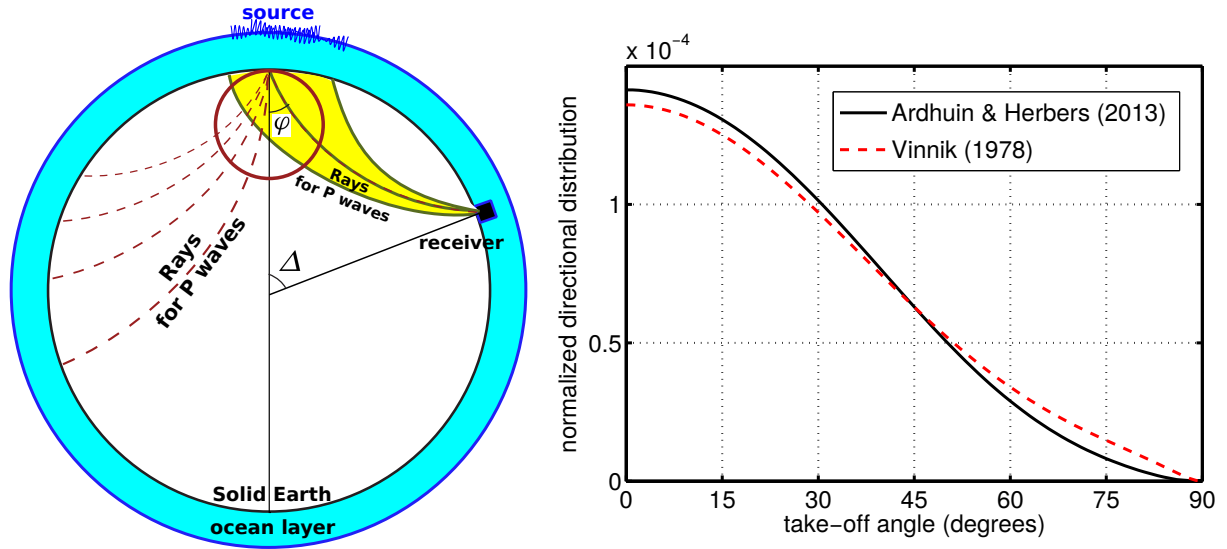 source
φ
Rays
for P waves
receiver
Δ
Rays
for P waves
Solid Earth
ocean layer
x 10⁻⁴
normalized directional distribution
1
0.5
0
Ardhuin & Herbers (2013)
Vinnik (1978)
0 15 30 45 60 75 90
take−off angle (degrees)